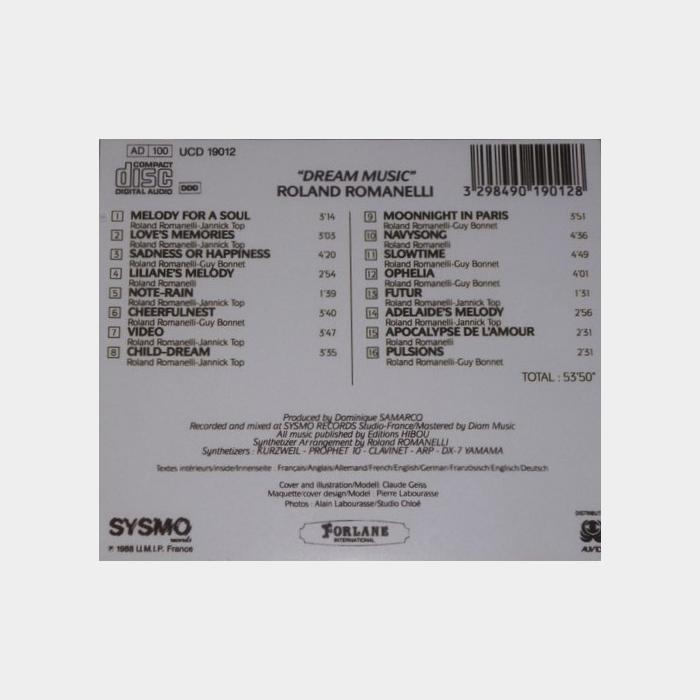 AD 100 UCD 19012
COMPACT
disc
DIGITAL AUDIO
DDD
"DREAM MUSIC"
ROLAND ROMANELLI
3 298490 190128
1 MELODY FOR A SOUL 3'14
Roland Romanelli-Jannick Top
2 LOVE'S MEMORIES 3'03
Roland Romanelli-Jannick Top
3 SADNESS OR HAPPINESS 4'20
Roland Romanelli-Guy Bonnet
4 LILIANE'S MELODY 2'54
Roland Romanelli
5 NOTE-RAIN 1'39
Roland Romanelli-Jannick Top
6 CHEERFULNEST 3'40
Roland Romanelli-Guy Bonnet
7 VIDEO 3'47
Roland Romanelli-Jannick Top
8 CHILD-DREAM 3'35
Roland Romanelli-Jannick Top
9 MOONNIGHT IN PARIS 3'51
Roland Romanelli-Guy Bonnet
10 NAVYSONG 4'36
Roland Romanelli
11 SLOWTIME 4'49
Roland Romanelli-Guy Bonnet
12 OPHELIA 4'01
Roland Romanelli-Guy Bonnet
13 FUTUR 1'31
Roland Romanelli-Jannick Top
14 ADELAIDE'S MELODY 2'56
Roland Romanelli-Jannick Top
15 APOCALYPSE DE L'AMOUR 2'31
Roland Romanelli-Guy Bonnet
16 PULSIONS 2'31
Roland Romanelli-Guy Bonnet
TOTAL : 53'50"
Produced by Dominique SAMARCQ
Recorded and mixed at SYSMO RECORDS Studio-France/Mastered by Diam Music
All music published by Editions HIBOU
Synthetizer Arrangement by Roland ROMANELLI
Synthetizers : KURZWEIL - PROPHET 10 - CLAVINET - ARP - DX-7 YAMAMA
Textes intérieurs/inside/Innenseite : Français/Anglais/Allemand/French/English/German/Französisch/Englisch/Deutsch
Cover and illustration/Modell: Claude Geiss
Maquette/cover design/Model : Pierre Labourasse
Photos : Alain Labourasse/Studio Chloé
SYSMO
records
℗ 1988 U.M.I.P. France
FORLANE
INTERNATIONAL
DISTRIBUT